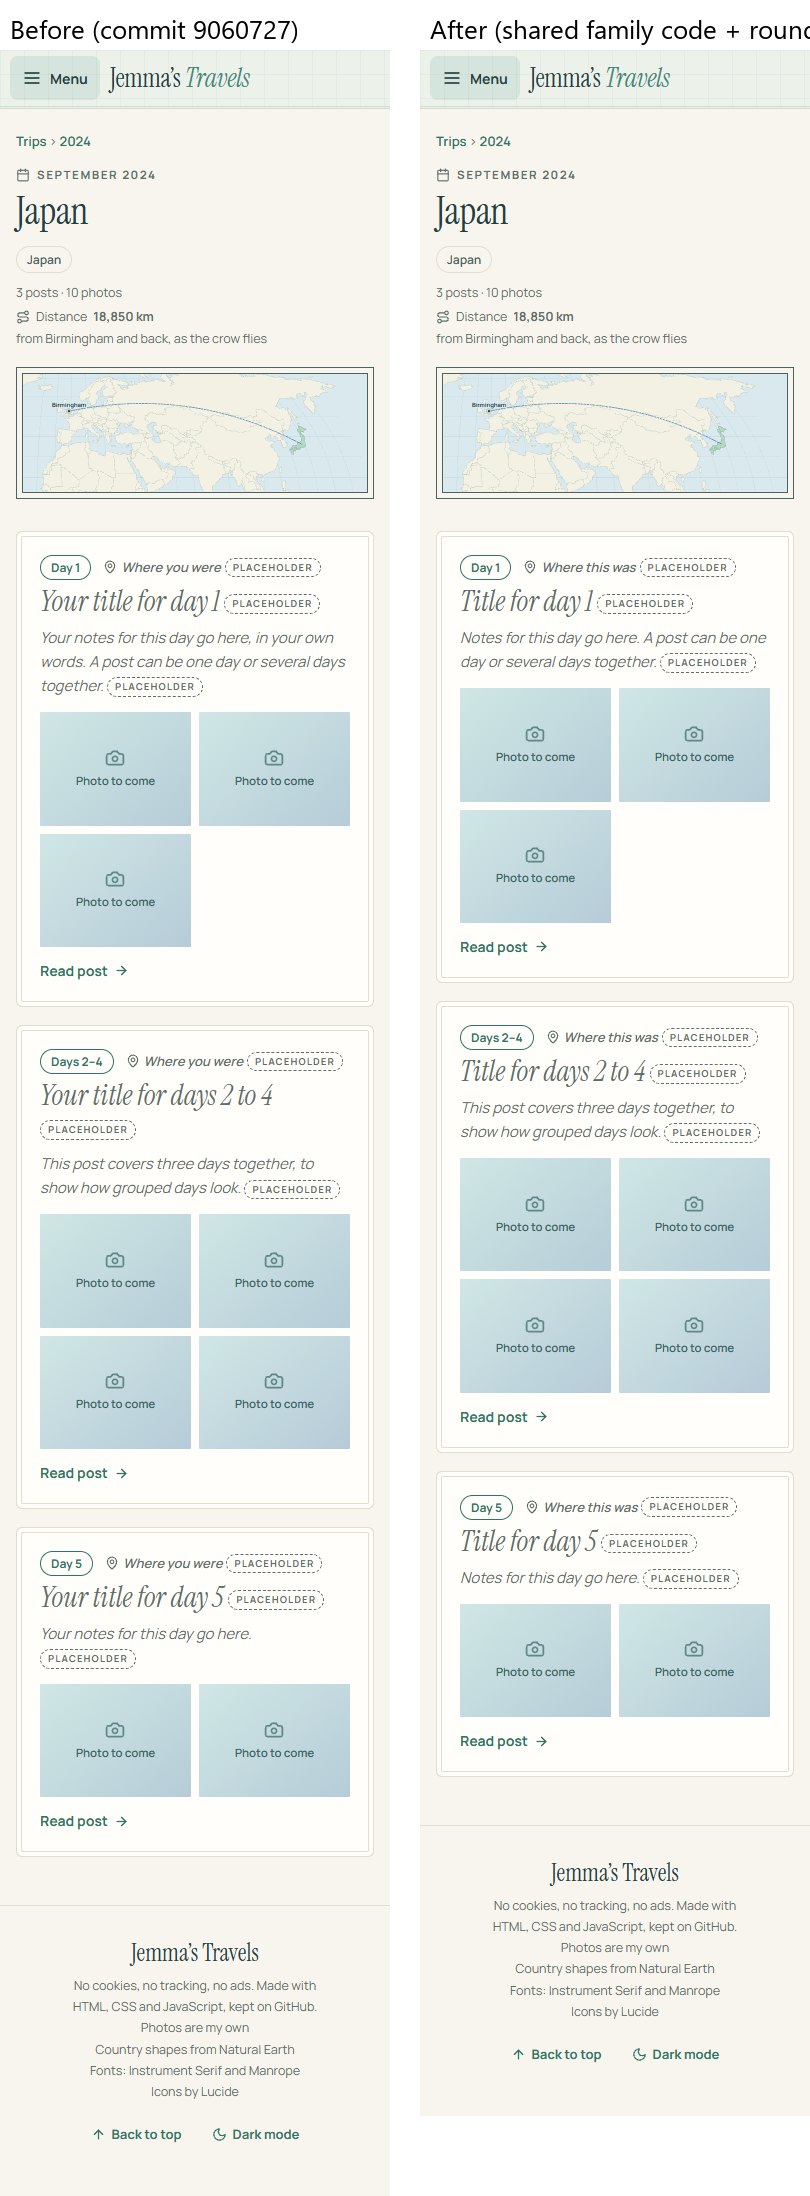 Before (commit 9060727)
Menu
Jemma's Travels
Trips › 2024
SEPTEMBER 2024
Japan
Japan
3 posts · 10 photos
Distance 18,850 km
from Birmingham and back, as the crow flies
Birmingham
Day 1 Where you were PLACEHOLDER
Your title for day 1 PLACEHOLDER
Your notes for this day go here, in your own
words. A post can be one day or several days
together. PLACEHOLDER
Photo to come Photo to come
Photo to come
Read post →
Days 2–4 Where you were PLACEHOLDER
Your title for days 2 to 4
PLACEHOLDER
This post covers three days together, to
show how grouped days look. PLACEHOLDER
Photo to come Photo to come
Photo to come Photo to come
Read post →
Day 5 Where you were PLACEHOLDER
Your title for day 5 PLACEHOLDER
Your notes for this day go here.
PLACEHOLDER
Photo to come Photo to come
Read post →
Jemma's Travels
No cookies, no tracking, no ads. Made with
HTML, CSS and JavaScript, kept on GitHub.
Photos are my own
Country shapes from Natural Earth
Fonts: Instrument Serif and Manrope
Icons by Lucide
↑ Back to top Dark mode
After (shared family code + round
Menu
Jemma's Travels
Trips › 2024
SEPTEMBER 2024
Japan
Japan
3 posts · 10 photos
Distance 18,850 km
from Birmingham and back, as the crow flies
Birmingham
Day 1 Where this was PLACEHOLDER
Title for day 1 PLACEHOLDER
Notes for this day go here. A post can be one
day or several days together. PLACEHOLDER
Photo to come Photo to come
Photo to come
Read post →
Days 2–4 Where this was PLACEHOLDER
Title for days 2 to 4 PLACEHOLDER
This post covers three days together, to
show how grouped days look. PLACEHOLDER
Photo to come Photo to come
Photo to come Photo to come
Read post →
Day 5 Where this was PLACEHOLDER
Title for day 5 PLACEHOLDER
Notes for this day go here. PLACEHOLDER
Photo to come Photo to come
Read post →
Jemma's Travels
No cookies, no tracking, no ads. Made with
HTML, CSS and JavaScript, kept on GitHub.
Photos are my own
Country shapes from Natural Earth
Fonts: Instrument Serif and Manrope
Icons by Lucide
↑ Back to top Dark mode